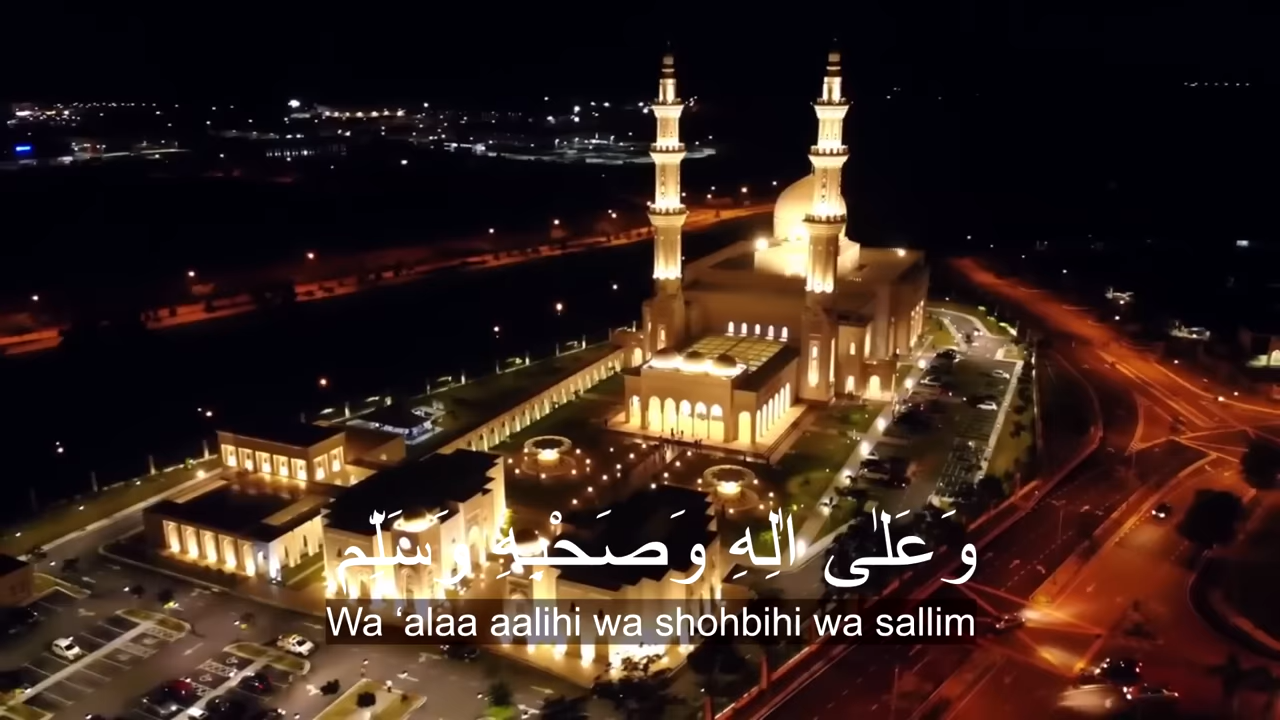 وَعَلٰى اٰلِهِ وَصَحْبِهِ وَسَلِّمْ
Wa ‘alaa aalihi wa shohbihi wa sallim